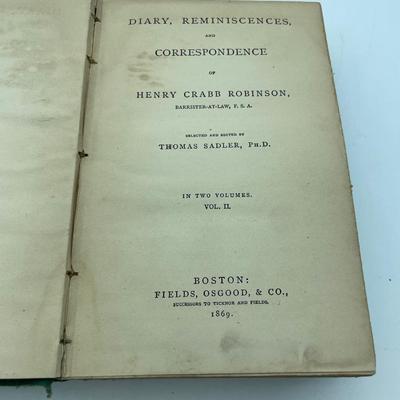 DIARY, REMINISCENCES,
AND
CORRESPONDENCE
OF
HENRY CRABB ROBINSON,
BARRISTER-AT-LAW, F. S. A.
SELECTED AND EDITED BY
THOMAS SADLER, PH.D.
IN TWO VOLUMES.
VOL. II.
BOSTON:
FIELDS, OSGOOD, & CO.,
SUCCESSORS TO TICKNOR AND FIELDS.
1869.